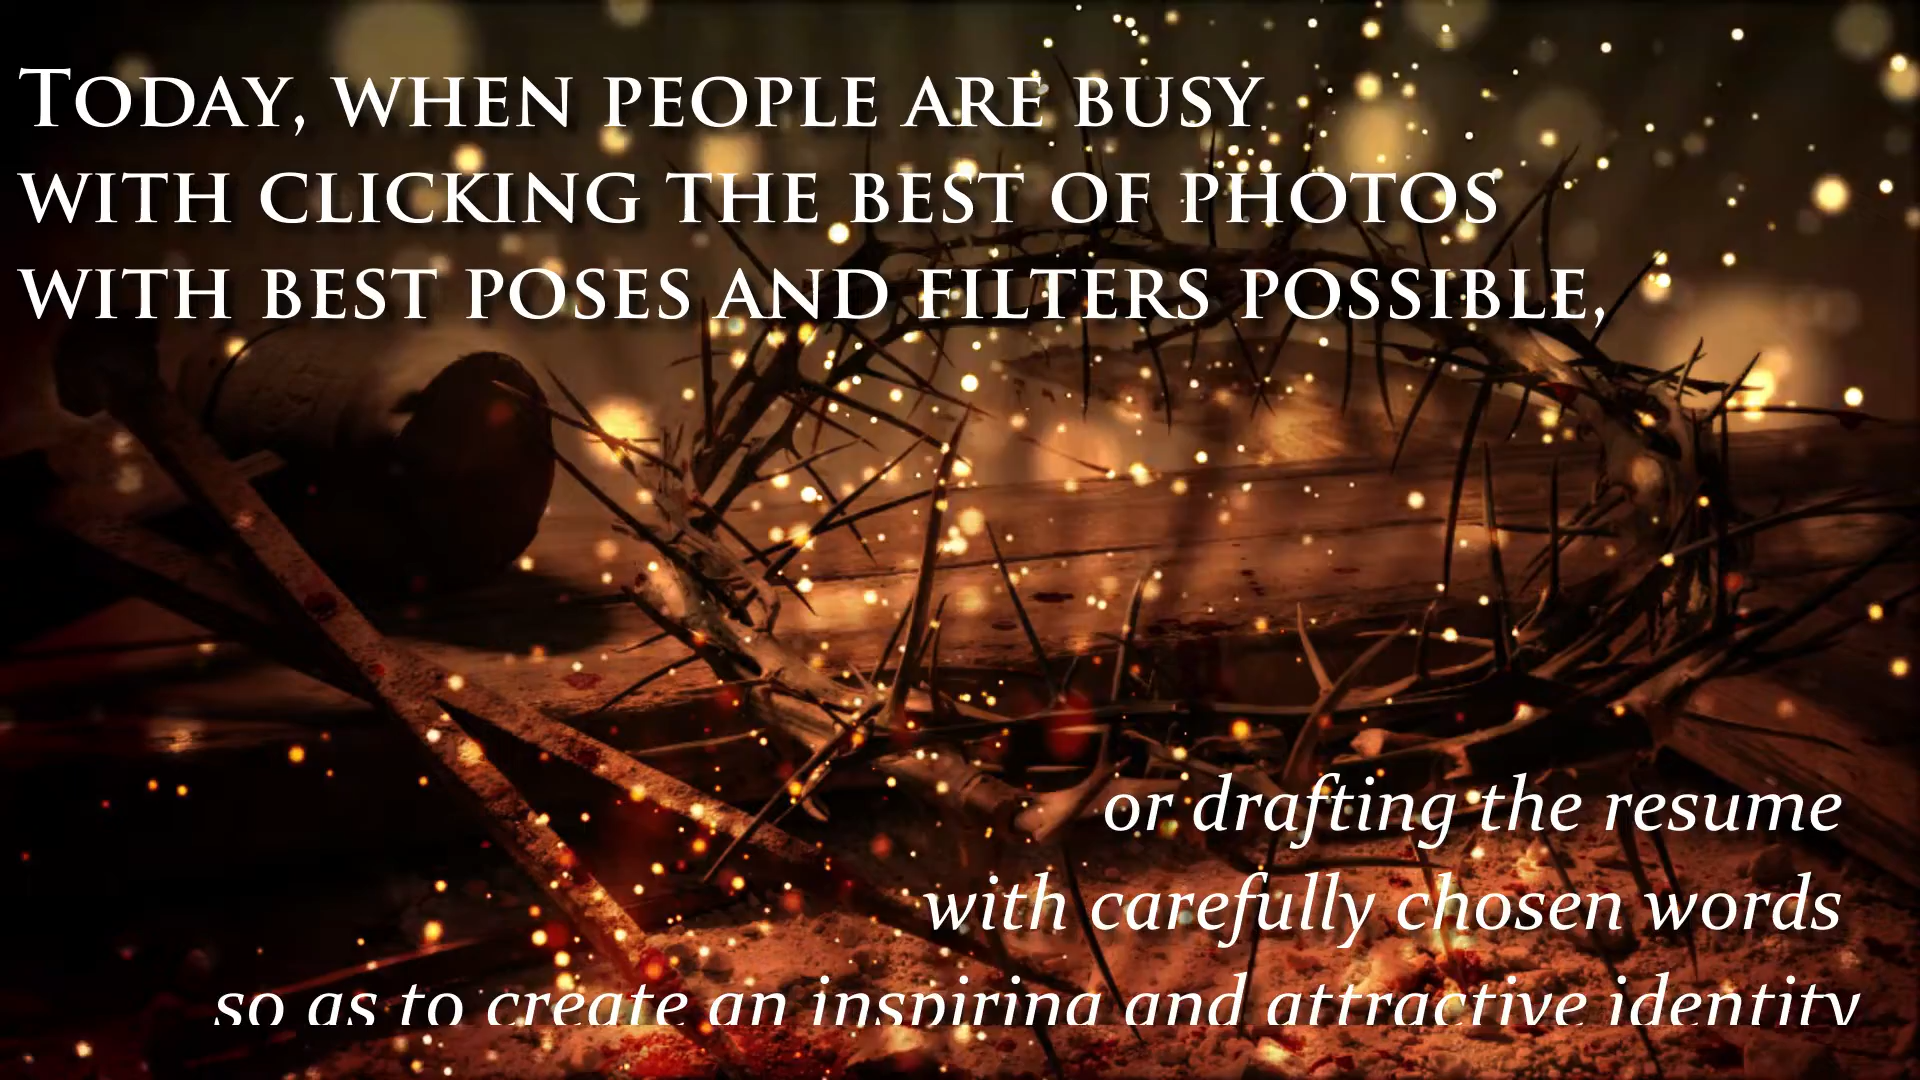 Today, when people are busy
with clicking the best of photos
with best poses and filters possible,
or drafting the resume
with carefully chosen words
so as to create an inspiring and attractive identity